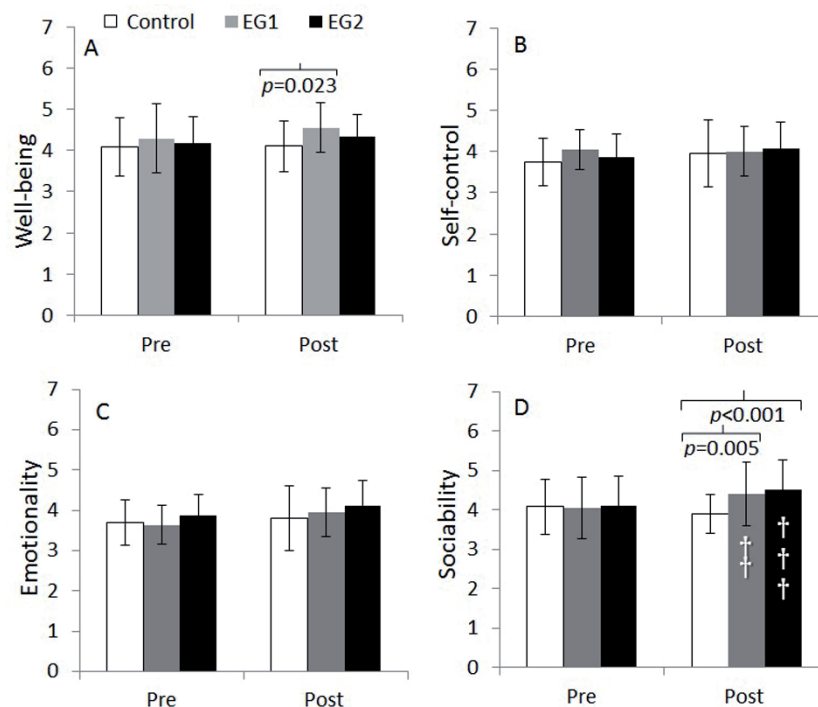 Control EG1 EG2
A
7
6
5
4
3
2
1
0
Well-being
p=0.023
Pre Post
B
7
6
5
4
3
2
1
0
Self-control
Pre Post
C
7
6
5
4
3
2
1
0
Emotionality
Pre Post
D
7
6
5
4
3
2
1
0
Sociability
p<0.001
p=0.005
†
†
†
†
†
Pre Post